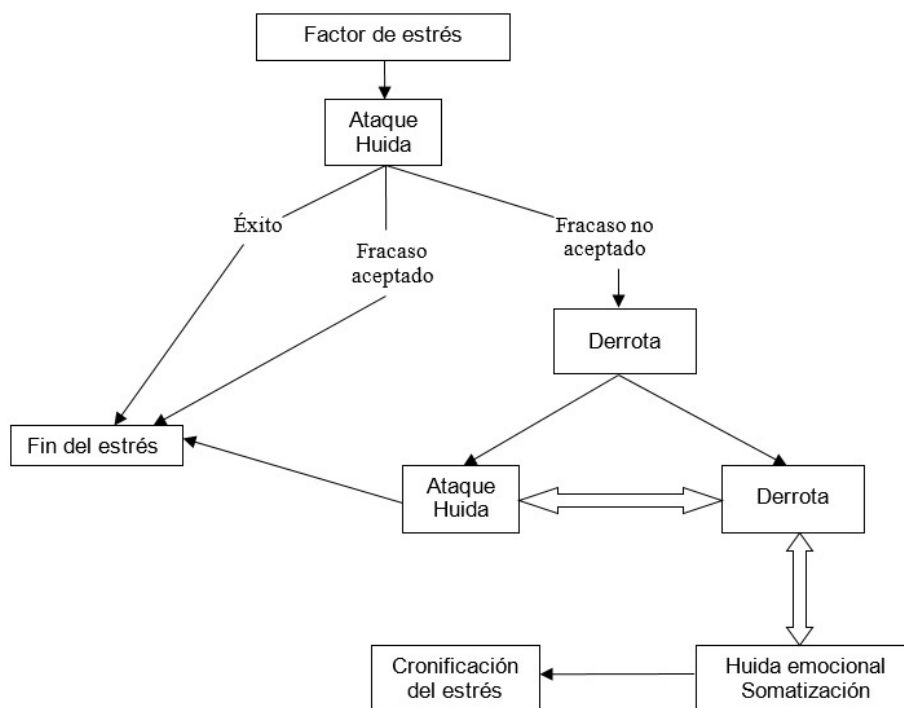 Factor de estrés
Ataque
Huida
Éxito
Fracaso
aceptado
Fracaso no
aceptado
Derrota
Fin del estrés
Ataque
Huida
Derrota
Cronificación
del estrés
Huida emocional
Somatización